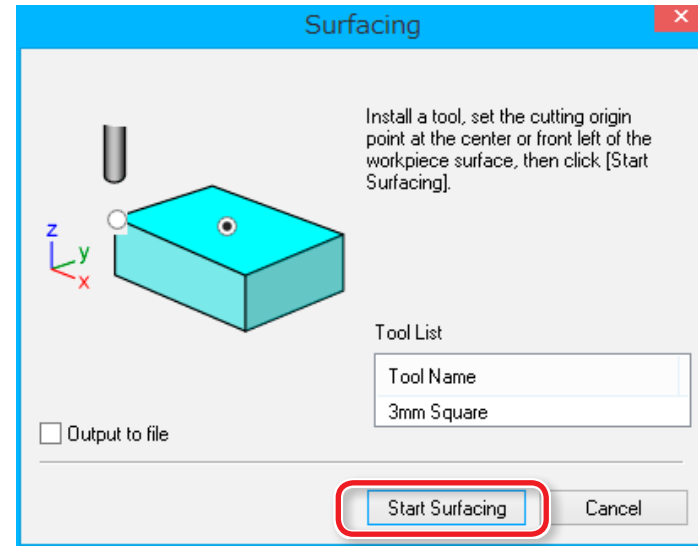 Surfacing
Install a tool, set the cutting origin
point at the center or front left of the
workpiece surface, then click [Start
Surfacing].
z
y
x
Tool List
Tool Name
3mm Square
Output to file
Start Surfacing
Cancel